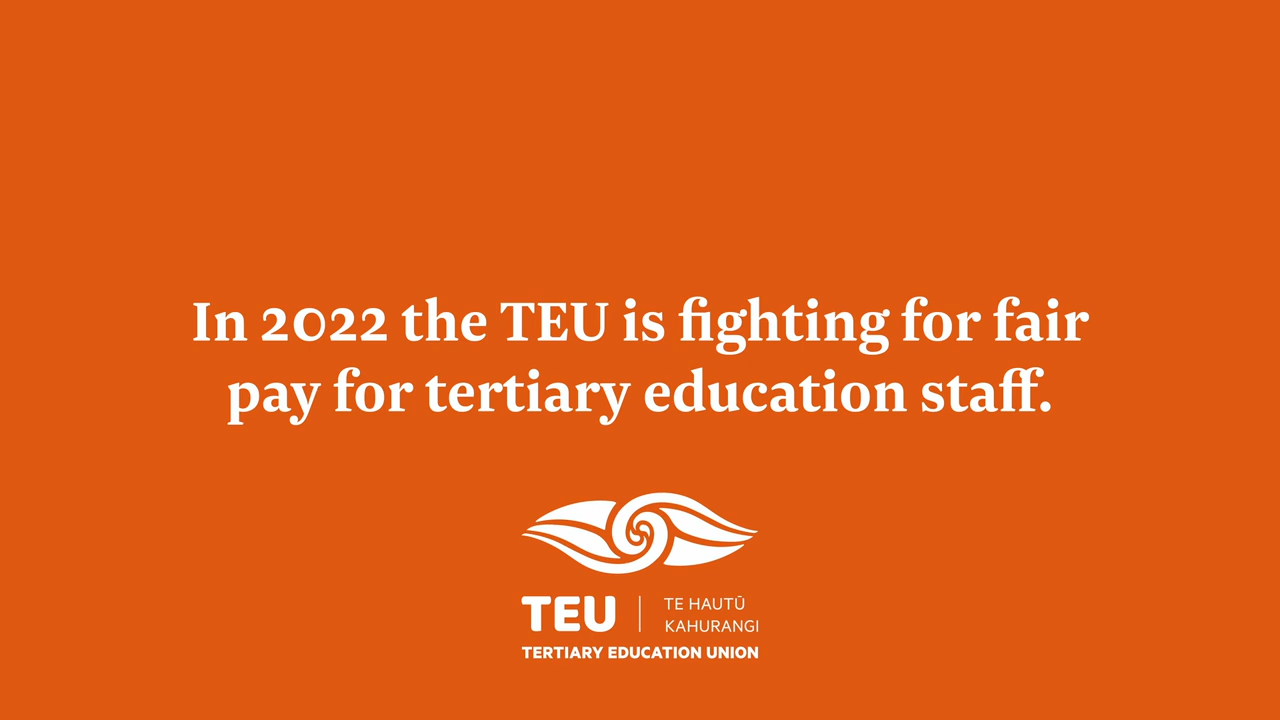 In 2022 the TEU is fighting for fair
pay for tertiary education staff.
TEU
TE HAUTŪ
KAHURANGI
TERTIARY EDUCATION UNION